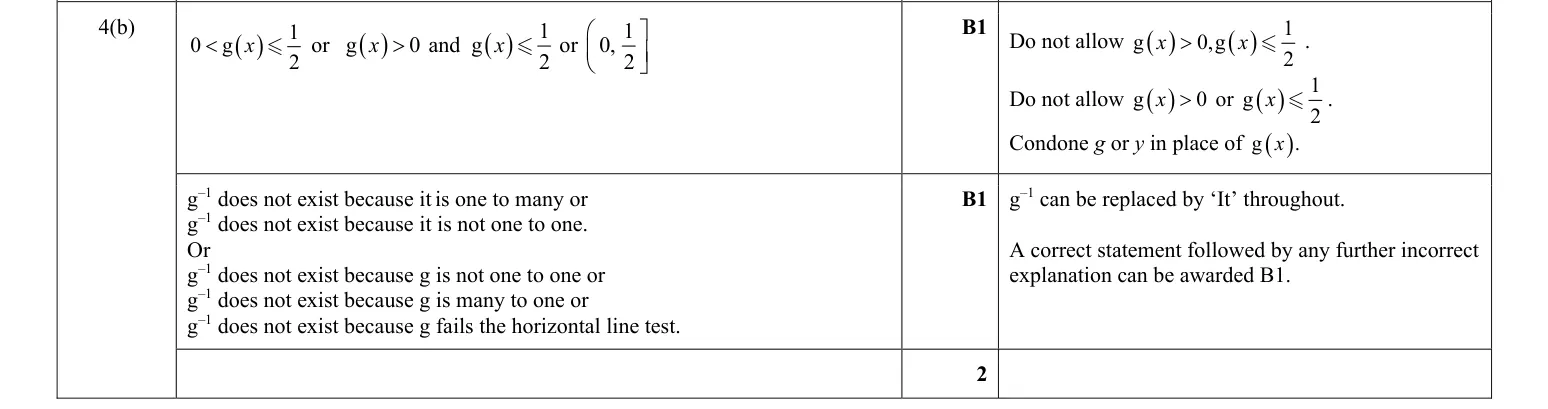 4(b)
0 < g(x) ⩽ 1/2 or g(x) > 0 and g(x) ⩽ 1/2 or (0, 1/2]
B1
Do not allow g(x) > 0, g(x) ⩽ 1/2 .
Do not allow g(x) > 0 or g(x) ⩽ 1/2 .
Condone g or y in place of g(x).
g⁻¹ does not exist because it is one to many or
g⁻¹ does not exist because it is not one to one.
Or
g⁻¹ does not exist because g is not one to one or
g⁻¹ does not exist because g is many to one or
g⁻¹ does not exist because g fails the horizontal line test.
B1
g⁻¹ can be replaced by ‘It’ throughout.
A correct statement followed by any further incorrect
explanation can be awarded B1.
2